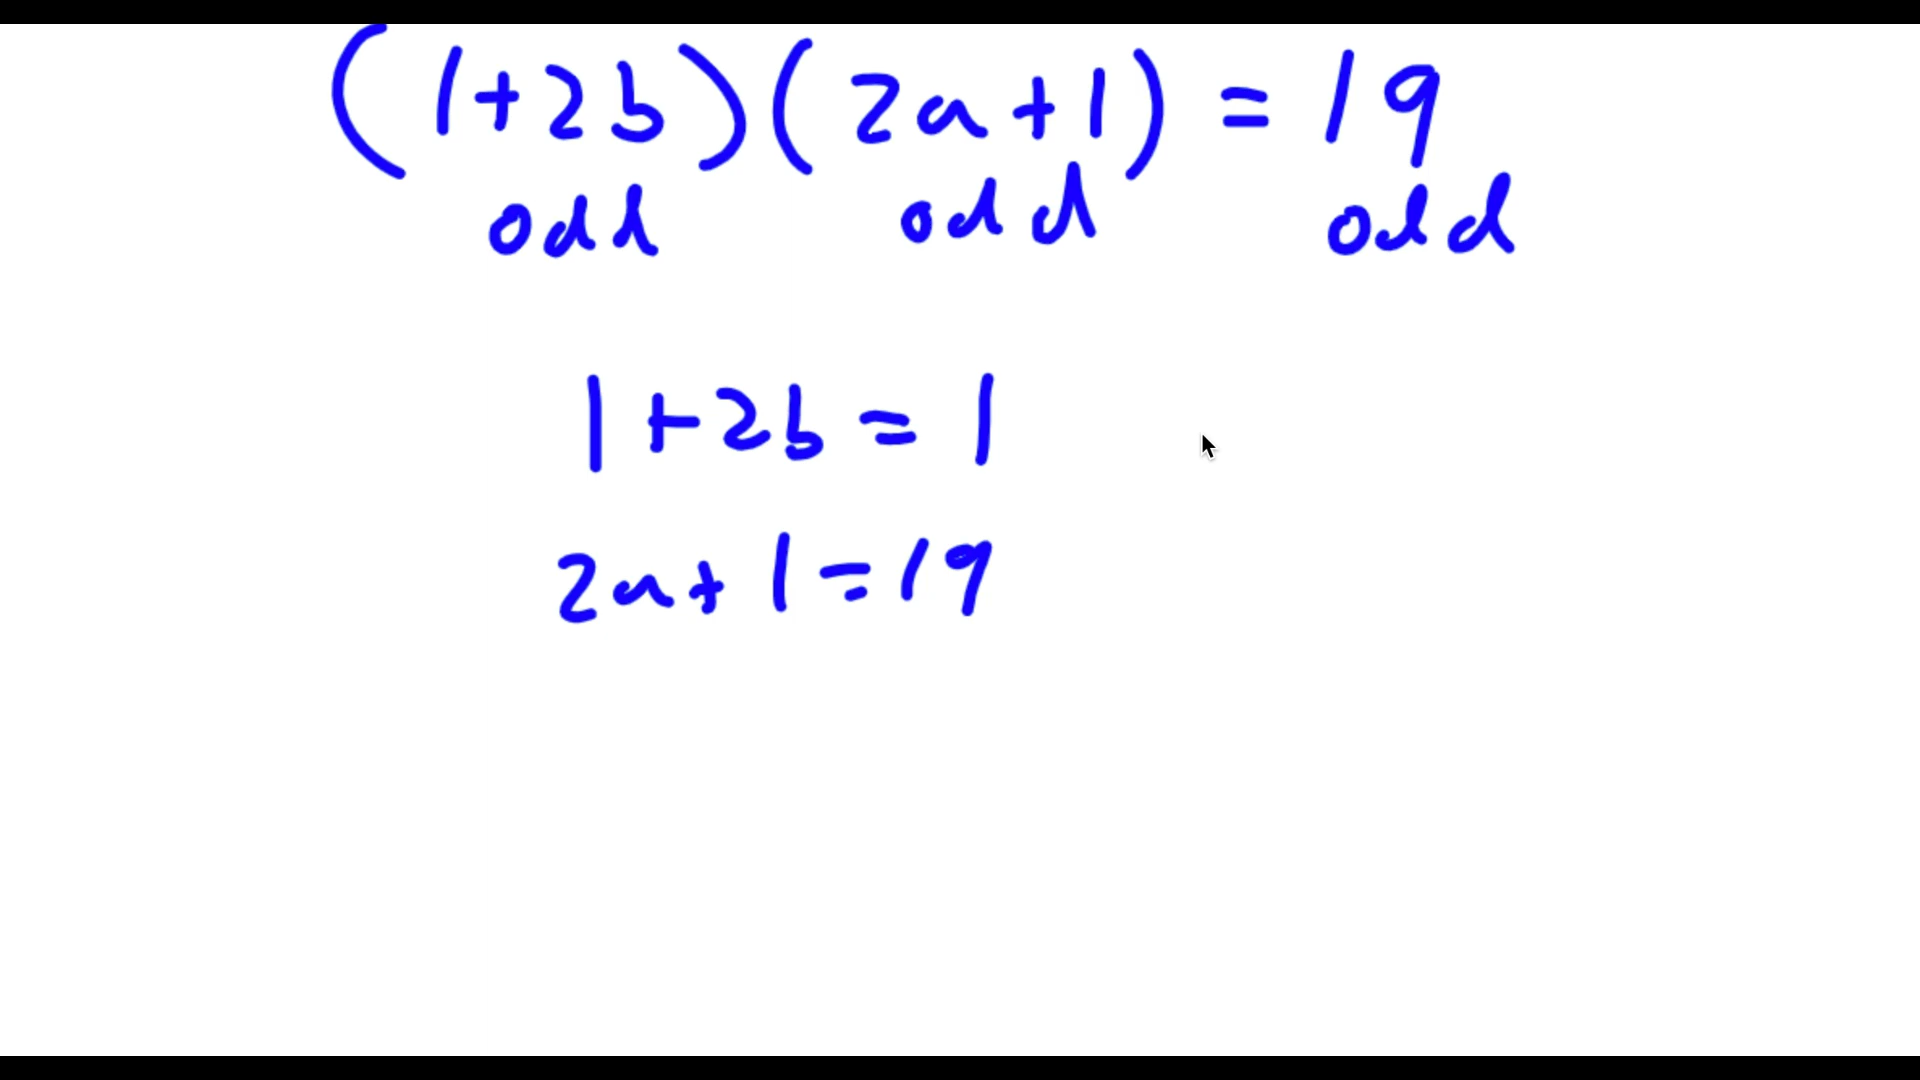 (1+2b)(2a+1) = 19
odd odd odd
1+2b = 1
2a+1=19